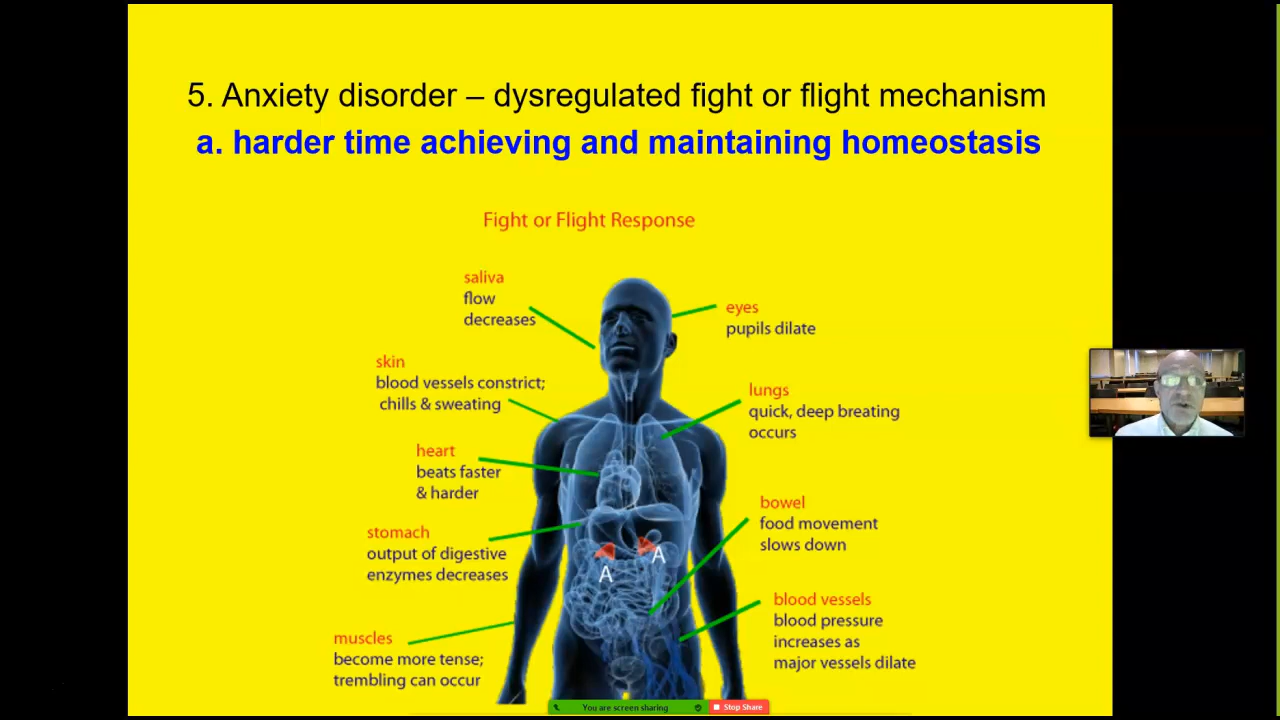 5. Anxiety disorder – dysregulated fight or flight mechanism
a. harder time achieving and maintaining homeostasis
Fight or Flight Response
saliva
flow
decreases
eyes
pupils dilate
skin
blood vessels constrict;
chills & sweating
lungs
quick, deep breating
occurs
heart
beats faster
& harder
bowel
food movement
slows down
stomach
output of digestive
enzymes decreases
A
A
blood vessels
blood pressure
increases as
major vessels dilate
muscles
become more tense;
trembling can occur
You are screen sharing
Stop Share